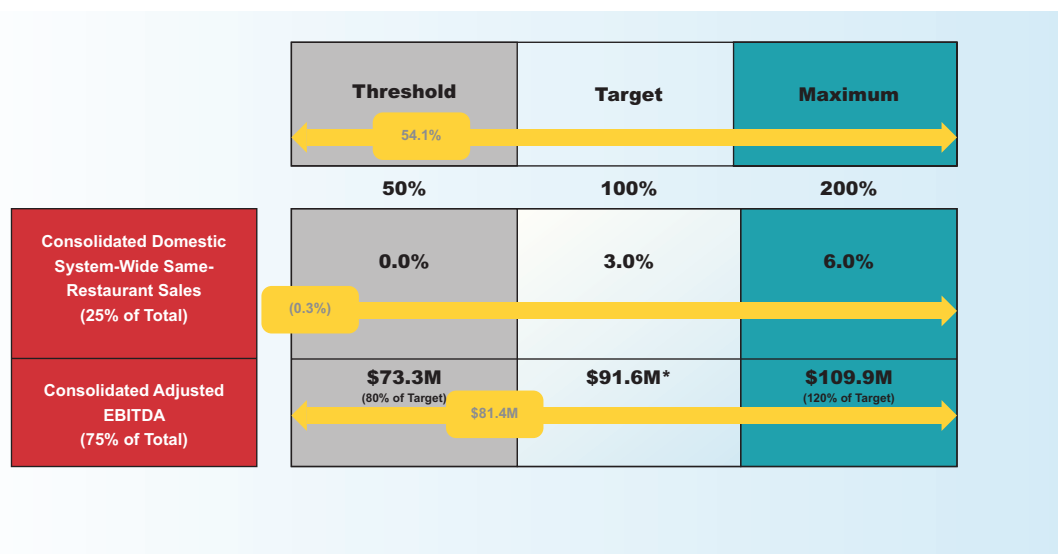 Threshold
Target
Maximum
54.1%
50%
100%
200%
Consolidated Domestic
System-Wide Same-
Restaurant Sales
(25% of Total)
0.0%
3.0%
6.0%
(0.3%)
Consolidated Adjusted
EBITDA
(75% of Total)
$73.3M
(80% of Target)
$91.6M*
$109.9M
(120% of Target)
$81.4M